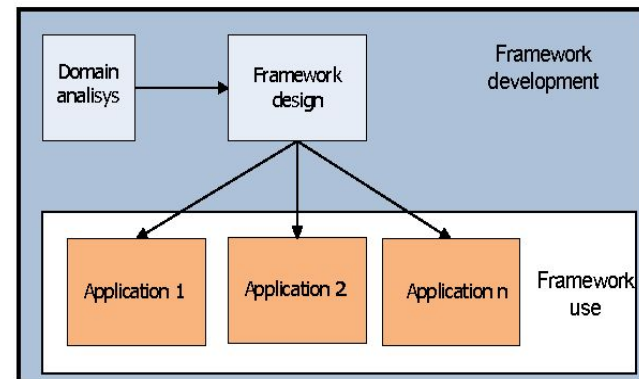 Domain
analisys
Framework
design
Framework
development
Application 1
Application 2
Application n
Framework
use